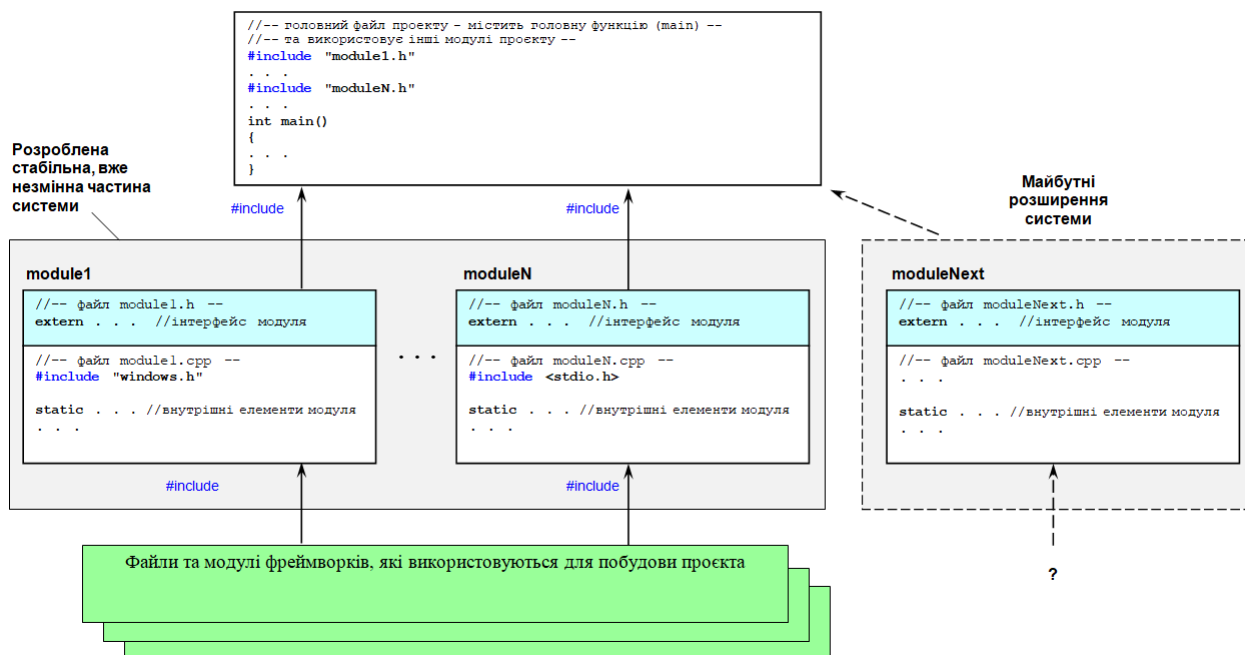 //-- головний файл проекту - містить головну функцію (main) --
//-- та використовує інші модулі проєкту --
#include "module1.h"
. . .
#include "moduleN.h"
. . .
int main()
{
. . .
}
Розроблена
стабільна, вже
незмінна частина
системи
#include
#include
Майбутні
розширення
системи
module1
//-- файл module1.h --
extern . . . //інтерфейс модуля
//-- файл module1.cpp --
#include "windows.h"
static . . . //внутрішні елементи модуля
. . .
. . .
moduleN
//-- файл moduleN.h --
extern . . . //інтерфейс модуля
//-- файл moduleN.cpp --
#include <stdio.h>
static . . . //внутрішні елементи модуля
. . .
moduleNext
//-- файл moduleNext.h --
extern . . . //інтерфейс модуля
//-- файл moduleNext.cpp --
. . .
static . . . //внутрішні елементи модуля
. . .
#include
#include
Файли та модулі фреймворків, які використовуються для побудови проєкта
?